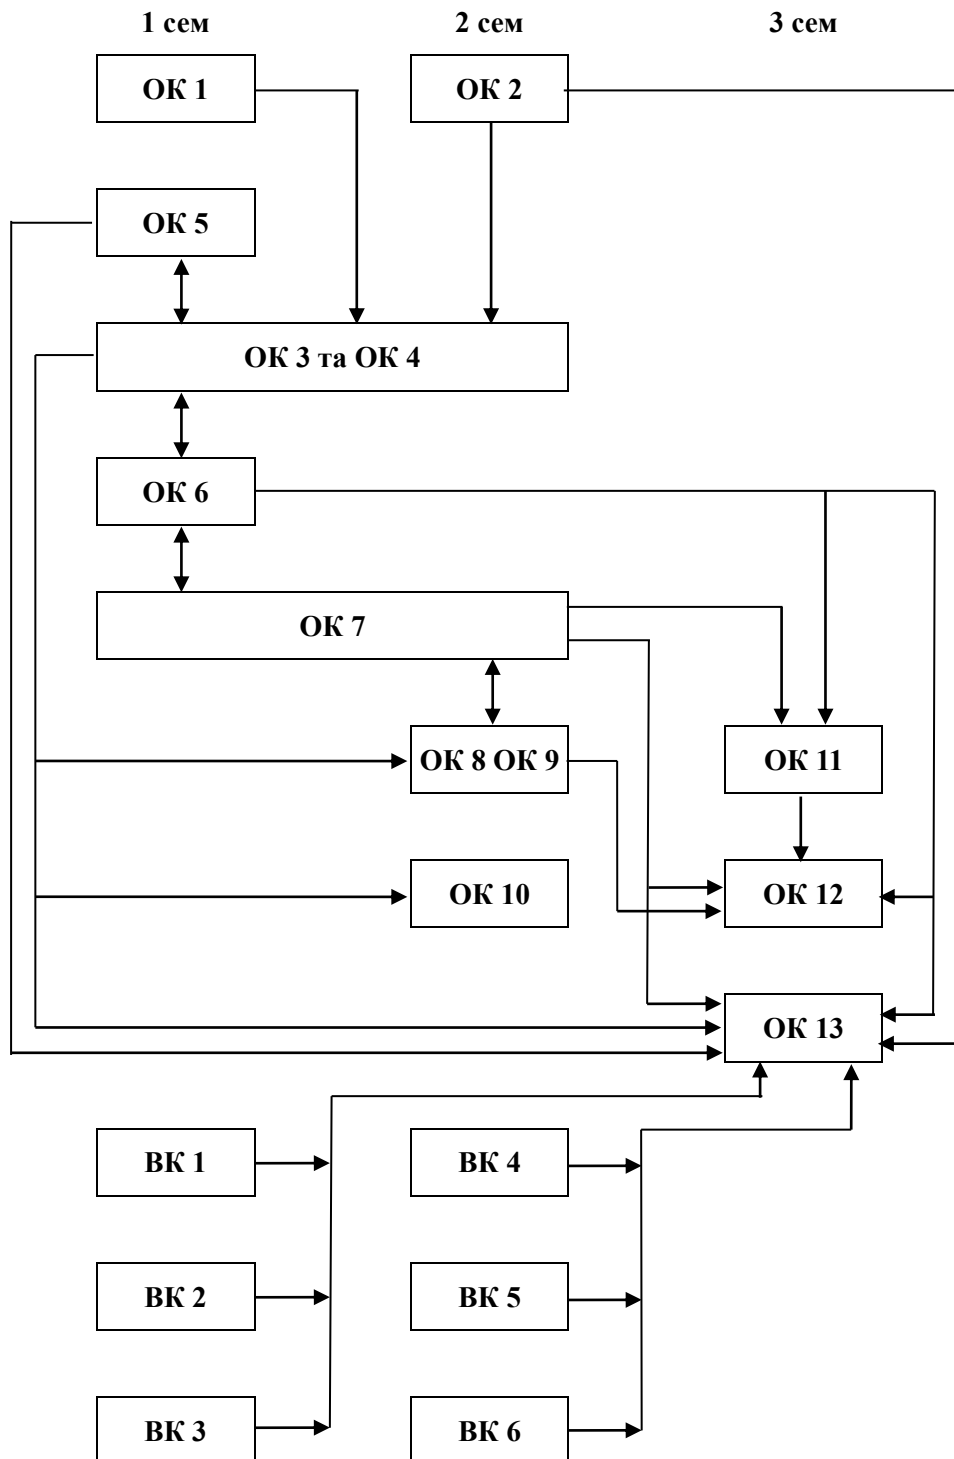 1 сем 2 сем 3 сем
ОК 1 ОК 2
ОК 5
ОК 3 та ОК 4
ОК 6
ОК 7
ОК 8 ОК 9 ОК 11
ОК 10 ОК 12
ОК 13
ВК 1 ВК 4
ВК 2 ВК 5
ВК 3 ВК 6